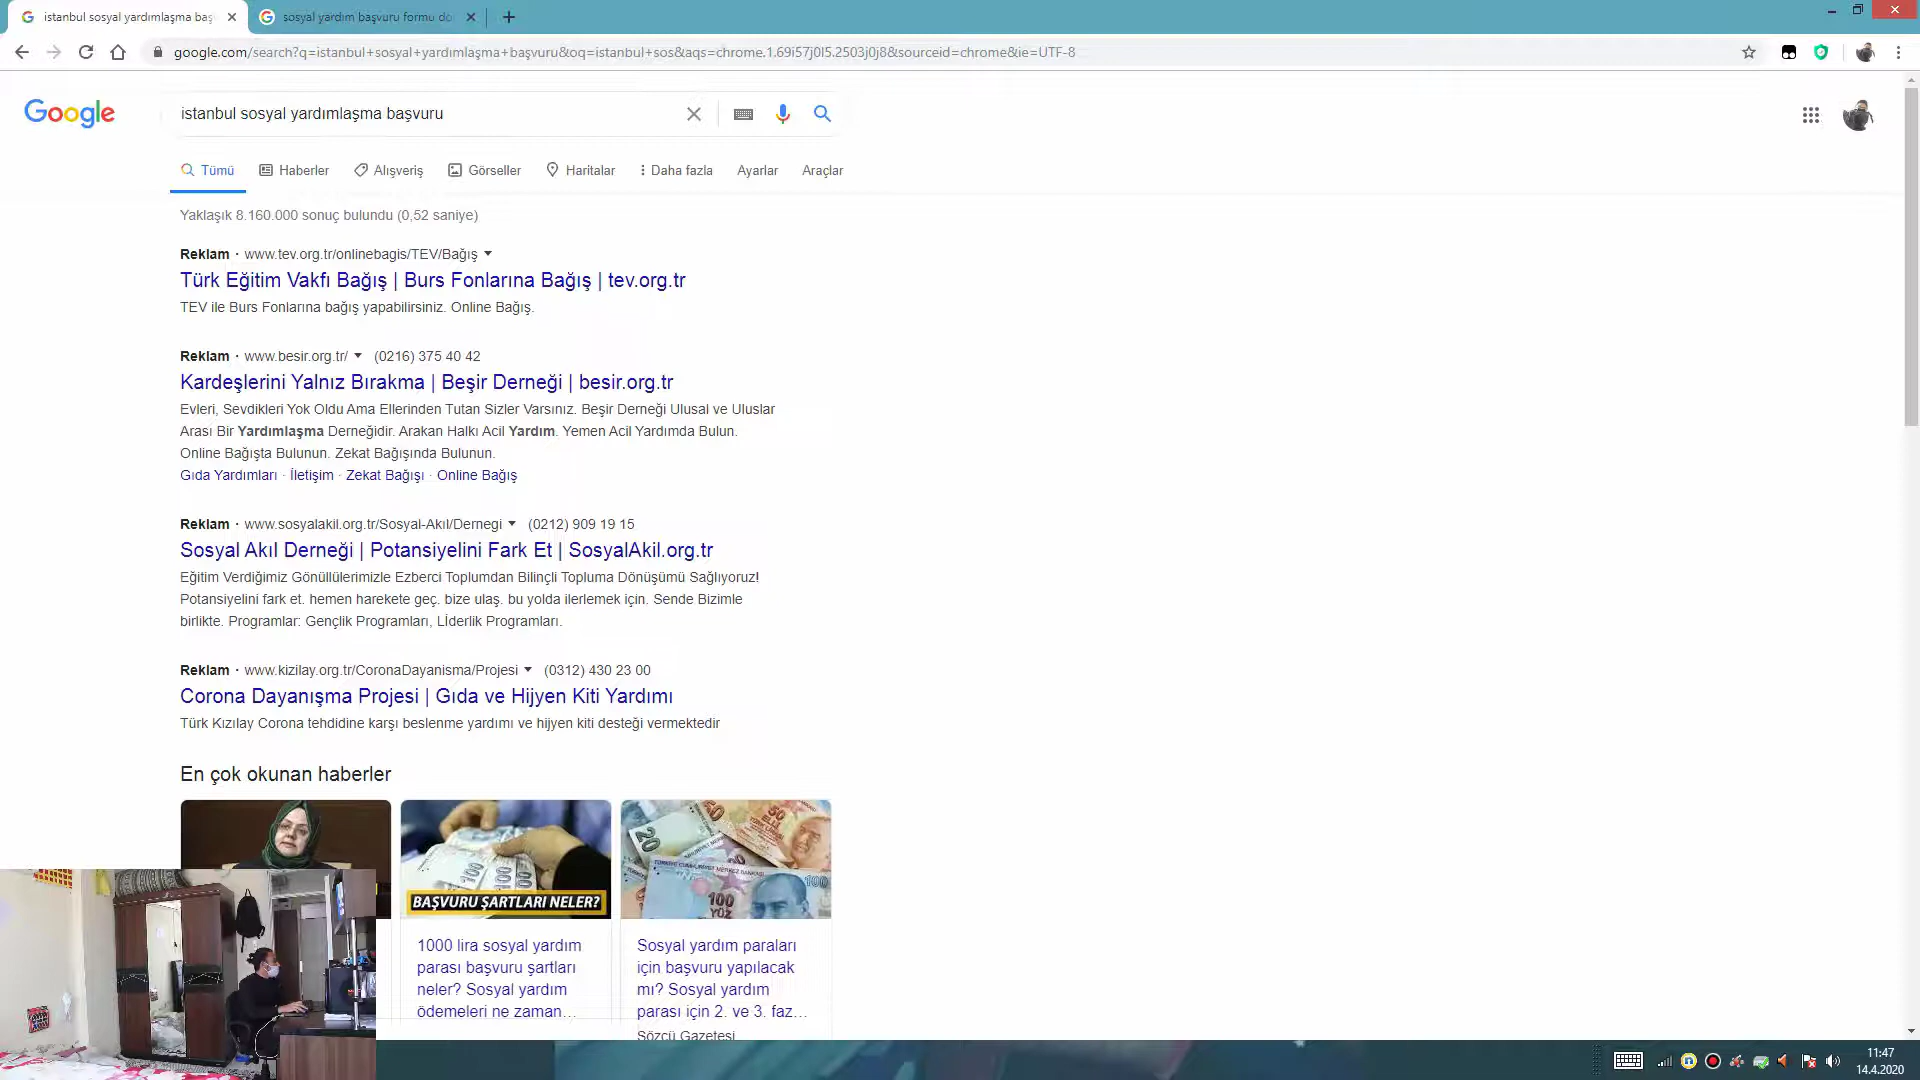 istanbul sosyal yardımlaşma baş
sosyal yardım başvuru formu do
google.com/search?q=istanbul+sosyal+yardımlaşma+başvuru&oq=istanbul+sos&aqs=chrome.1.69i57j0l5.2503j0j8&sourceid=chrome&ie=UTF-8
Google
istanbul sosyal yardımlaşma başvuru
Tümü Haberler Alışveriş Görseller Haritalar Daha fazla Ayarlar Araçlar
Yaklaşık 8.160.000 sonuç bulundu (0,52 saniye)
Reklam · www.tev.org.tr/onlinebagis/TEV/Bağış
Türk Eğitim Vakfı Bağış | Burs Fonlarına Bağış | tev.org.tr
TEV ile Burs Fonlarına bağış yapabilirsiniz. Online Bağış.
Reklam · www.besir.org.tr/ (0216) 375 40 42
Kardeşlerini Yalnız Bırakma | Beşir Derneği | besir.org.tr
Evleri, Sevdikleri Yok Oldu Ama Ellerinden Tutan Sizler Varsınız. Beşir Derneği Ulusal ve Uluslar
Arası Bir Yardımlaşma Derneğidir. Arakan Halkı Acil Yardım. Yemen Acil Yardımda Bulun.
Online Bağışta Bulunun. Zekat Bağışında Bulunun.
Gıda Yardımları · İletişim · Zekat Bağışı · Online Bağış
Reklam · www.sosyalakil.org.tr/Sosyal-Akıl/Dernegi (0212) 909 19 15
Sosyal Akıl Derneği | Potansiyelini Fark Et | SosyalAkil.org.tr
Eğitim Verdiğimiz Gönüllülerimizle Ezberci Toplumdan Bilinçli Topluma Dönüşümü Sağlıyoruz!
Potansiyelini fark et. hemen harekete geç. bize ulaş. bu yolda ilerlemek için. Sende Bizimle
birlikte. Programlar: Gençlik Programları, Lİderlik Programları.
Reklam · www.kizilay.org.tr/CoronaDayanisma/Projesi (0312) 430 23 00
Corona Dayanışma Projesi | Gıda ve Hijyen Kiti Yardımı
Türk Kızılay Corona tehdidine karşı beslenme yardımı ve hijyen kiti desteği vermektedir
En çok okunan haberler
BAŞVURU ŞARTLARI NELER?
1000 lira sosyal yardım
parası başvuru şartları
neler? Sosyal yardım
ödemeleri ne zaman...
Sosyal yardım paraları
için başvuru yapılacak
mı? Sosyal yardım
parası için 2. ve 3. faz...
Sözcü Gazetesi
11:47
14.4.2020